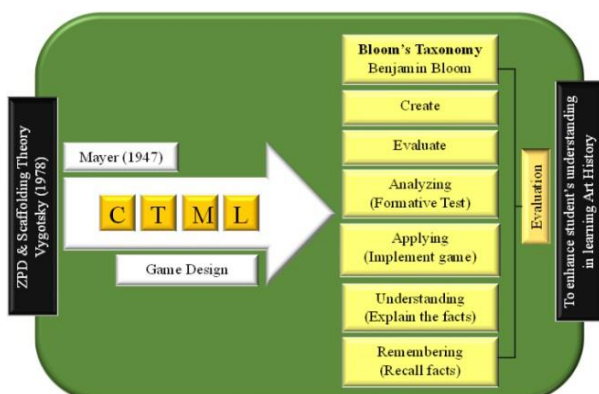 ZPD & Scaffolding Theory
Vygotsky (1978)
Mayer (1947)
C T M L
Game Design
Bloom's Taxonomy
Benjamin Bloom
Create
Evaluate
Analyzing
(Formative Test)
Applying
(Implement game)
Understanding
(Explain the facts)
Remembering
(Recall facts)
Evaluation
To enhance student's understanding
in learning Art History